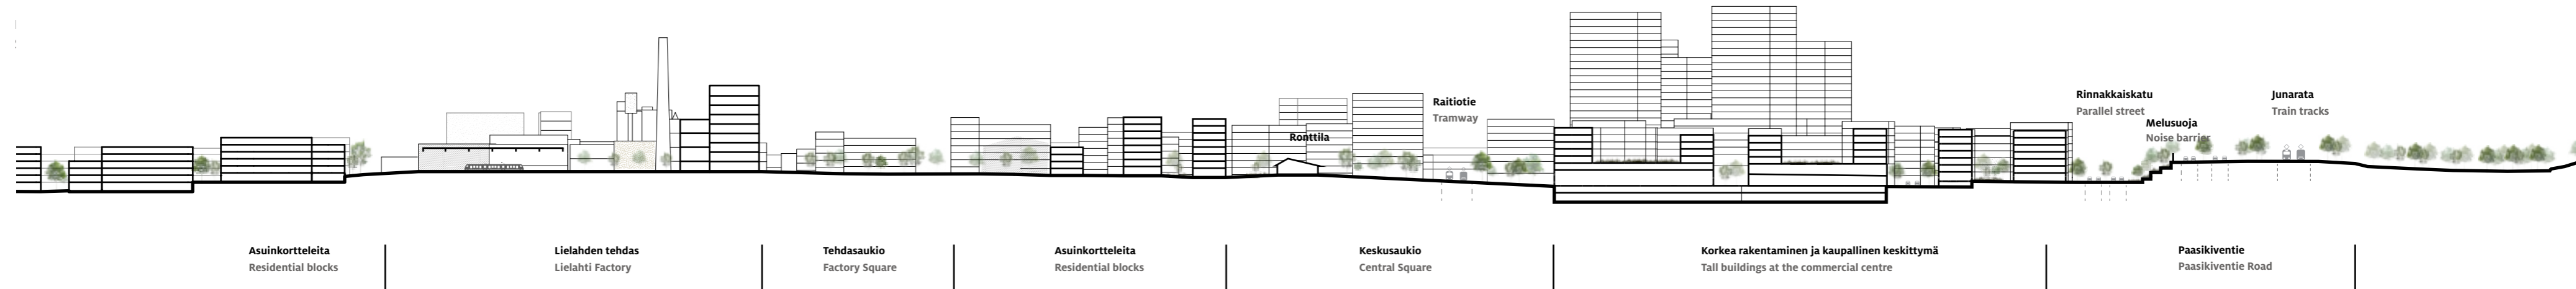 Raitiotie
Tramway
Ronttila
Rinnakkaiskatu
Parallel street
Melusuoja
Noise barrier
Junarata
Train tracks
Asuinkortteleita
Residential blocks
Lielahden tehdas
Lielahti Factory
Tehdasaukio
Factory Square
Asuinkortteleita
Residential blocks
Keskusaukio
Central Square
Korkea rakentaminen ja kaupallinen keskittymä
Tall buildings at the commercial centre
Paasikiventie
Paasikiventie Road